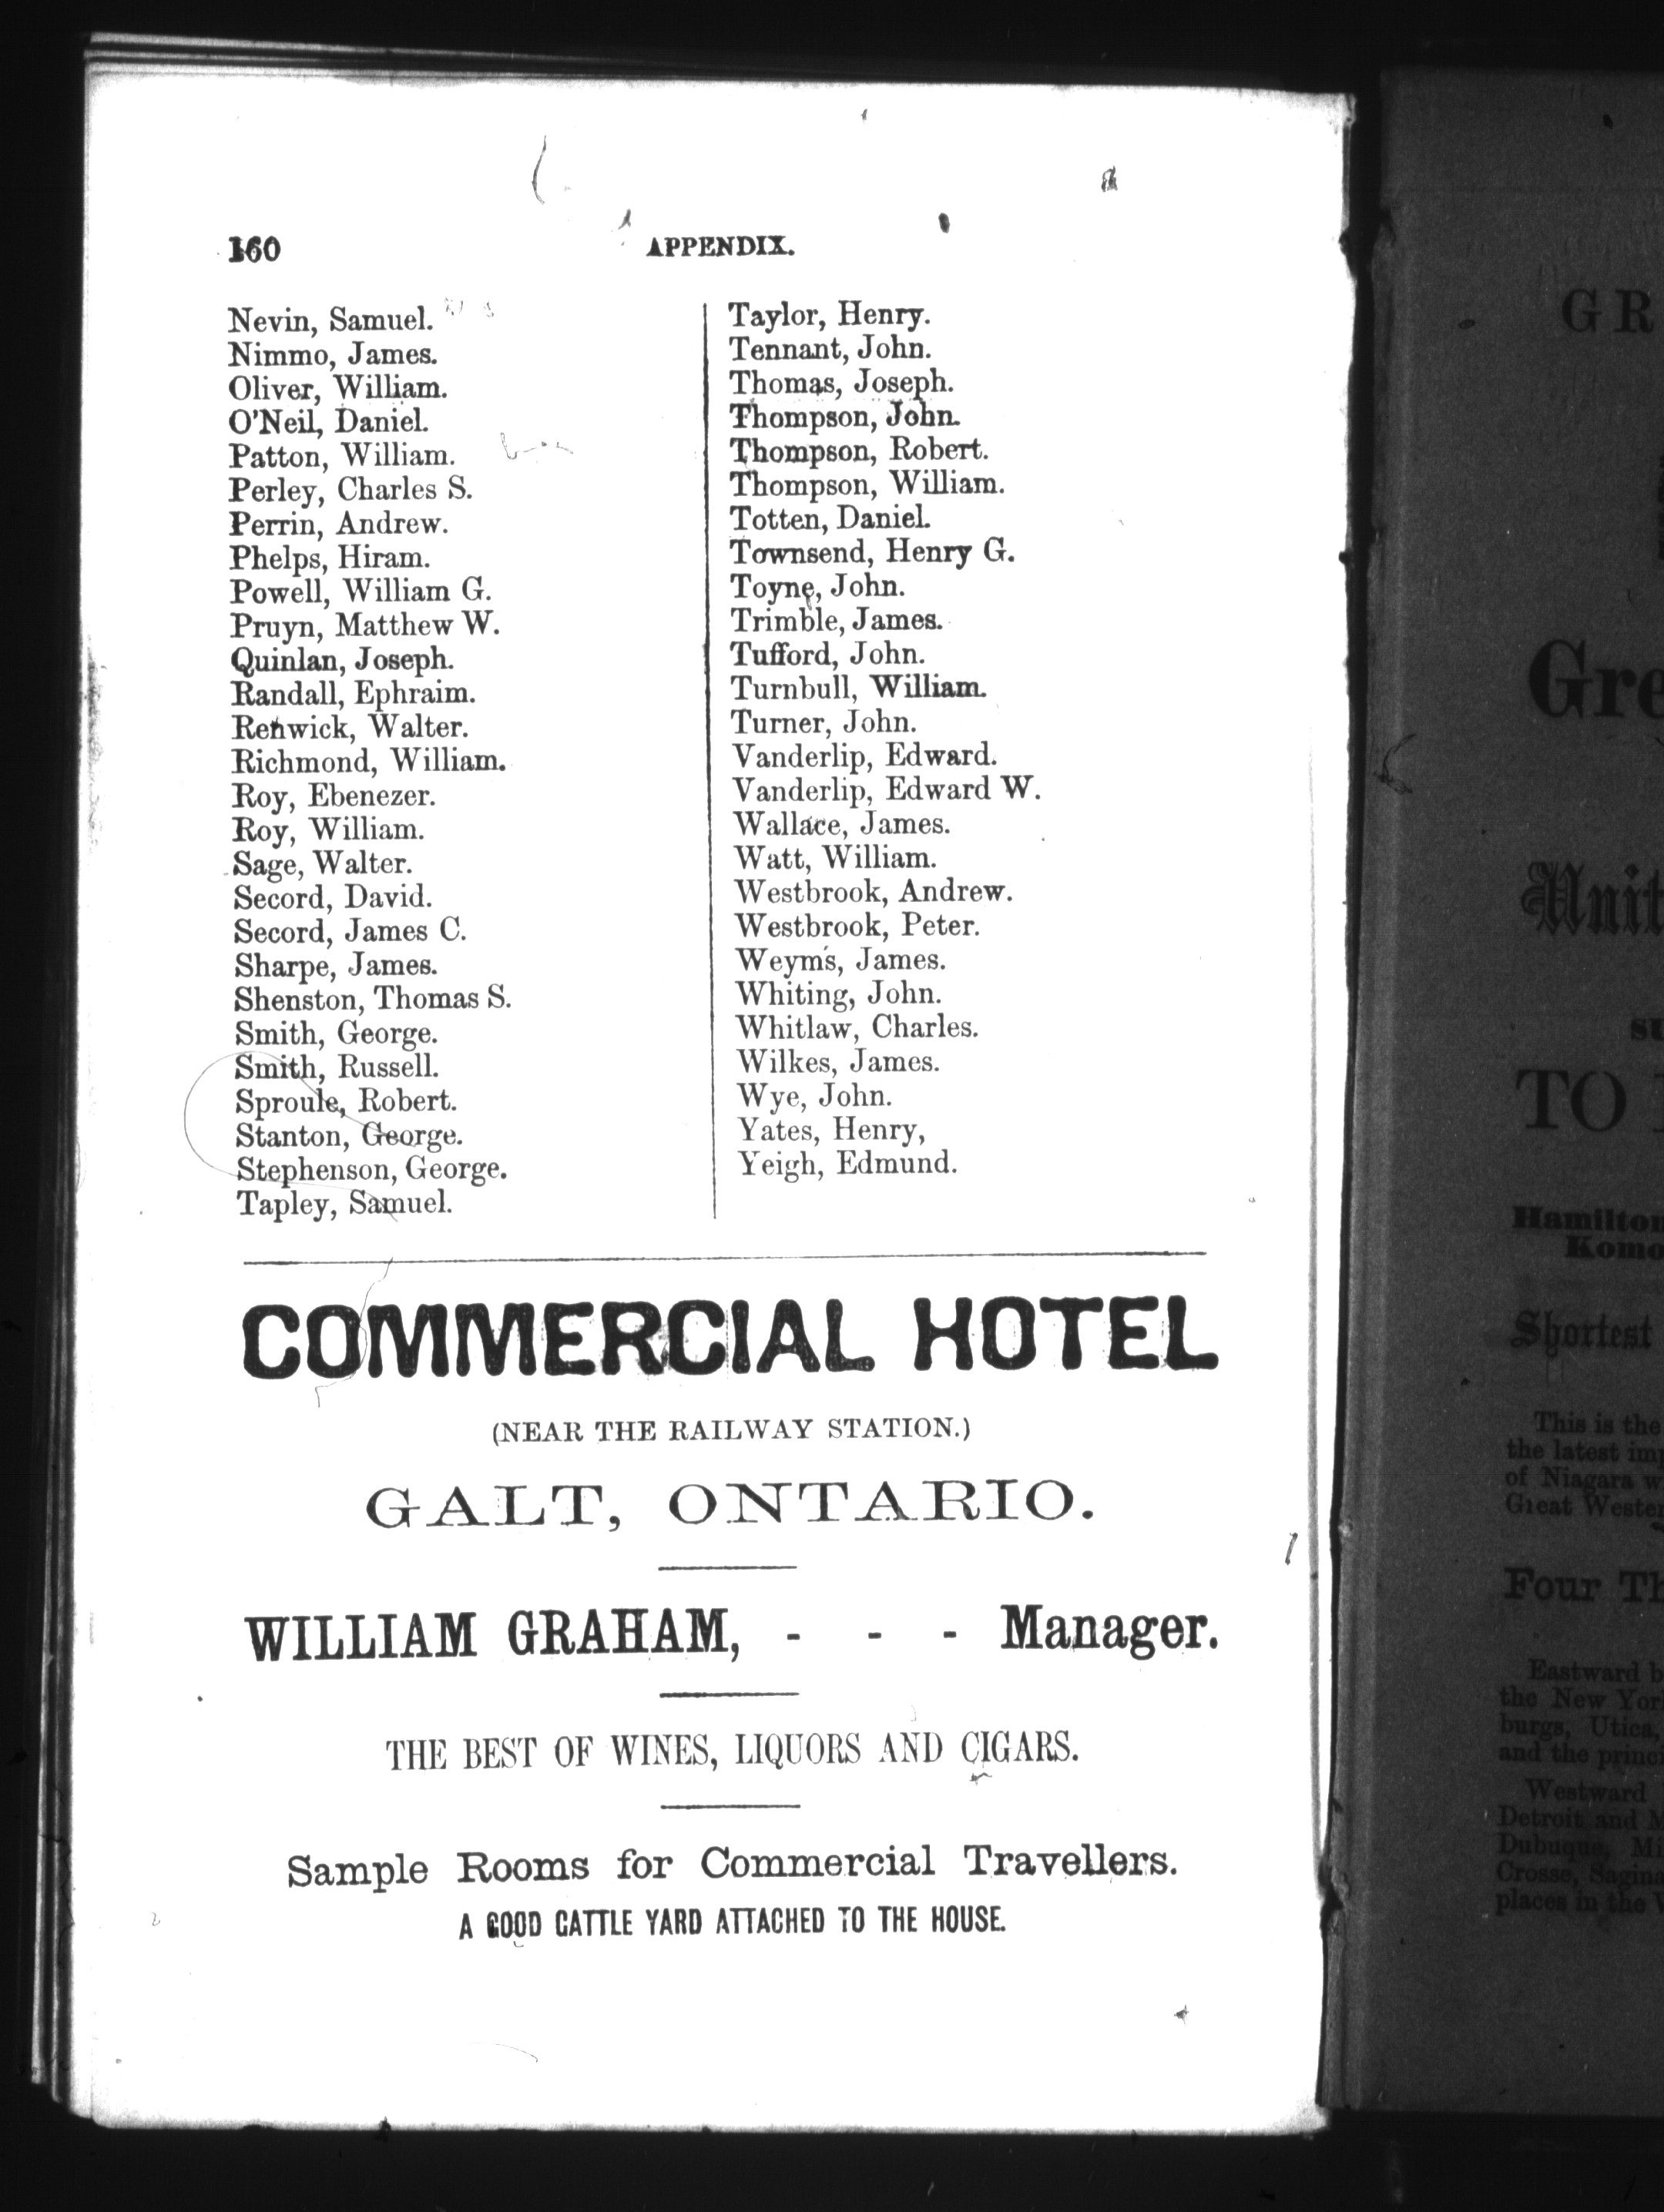 160
APPENDIX.
Nevin, Samuel.
Nimmo, James.
Oliver, William.
O'Neil, Daniel.
Patton, William.
Perley, Charles S.
Perrin, Andrew.
Phelps, Hiram.
Powell, William G.
Pruyn, Matthew W.
Quinlan, Joseph.
Randall, Ephraim.
Renwick, Walter.
Richmond, William.
Roy, Ebenezer.
Roy, William.
Sage, Walter.
Secord, David.
Secord, James C.
Sharpe, James.
Shenston, Thomas S.
Smith, George.
Smith, Russell.
Sproule, Robert.
Stanton, George.
Stephenson, George.
Tapley, Samuel.
Taylor, Henry.
Tennant, John.
Thomas, Joseph.
Thompson, John.
Thompson, Robert.
Thompson, William.
Totten, Daniel.
Townsend, Henry G.
Toyne, John.
Trimble, James.
Tufford, John.
Turnbull, William.
Turner, John.
Vanderlip, Edward.
Vanderlip, Edward W.
Wallace, James.
Watt, William.
Westbrook, Andrew.
Westbrook, Peter.
Weyms, James.
Whiting, John.
Whitlaw, Charles.
Wilkes, James.
Wye, John.
Yates, Henry,
Yeigh, Edmund.
COMMERCIAL HOTEL
(NEAR THE RAILWAY STATION.)
GALT, ONTARIO.
WILLIAM GRAHAM, - - - Manager.
THE BEST OF WINES, LIQUORS AND CIGARS.
Sample Rooms for Commercial Travellers.
A GOOD CATTLE YARD ATTACHED TO THE HOUSE.
GR
Gre
Unit
su
TO
Hamilton
Komo
Shortest
This is the
the latest imp
of Niagara w
Great Wester
Four Th
Eastward b
the New Yor
burgs, Utica,
and the princi
Westward
Detroit and M
Dubuque, Mi
Crosse, Sagina
places in the W